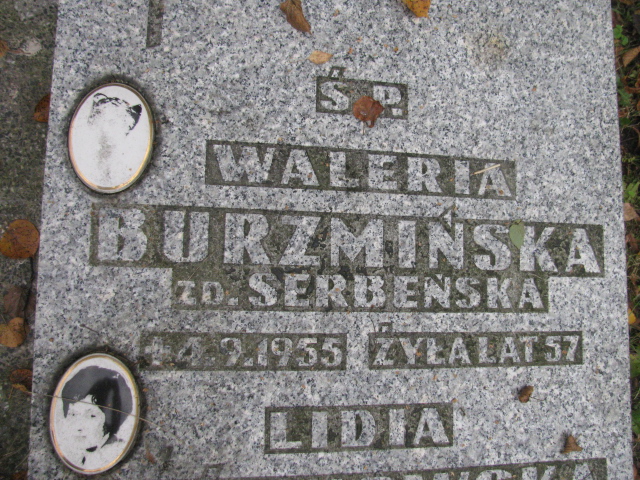 Ś. P.
WALERIA
BURZMIŃSKA
ZD. SERBEŃSKA
† 4.9.1955 ŻYŁA LAT 57
LIDIA